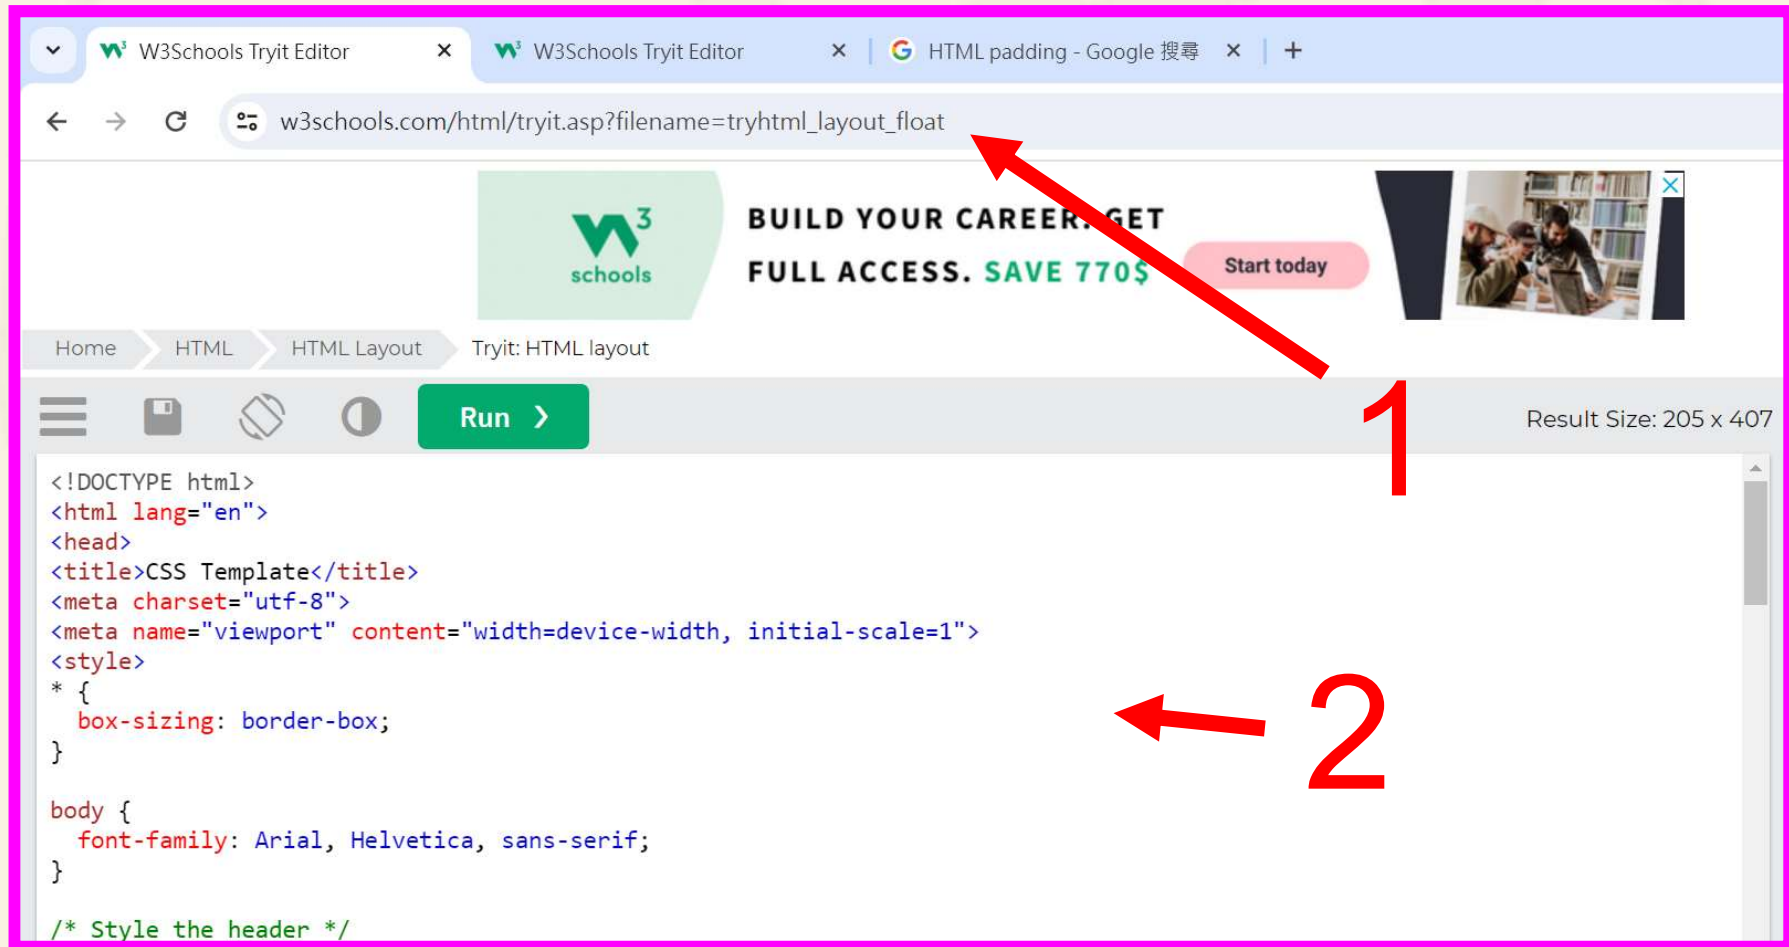 W3Schools Tryit Editor
W3Schools Tryit Editor
HTML padding - Google 搜尋
w3schools.com/html/tryit.asp?filename=tryhtml_layout_float
3
schools
BUILD YOUR CAREER. GET
FULL ACCESS. SAVE 770$
Start today
Home
HTML
HTML Layout
Tryit: HTML layout
1
Run ❯
Result Size: 205 x 407
<!DOCTYPE html>
<html lang="en">
<head>
<title>CSS Template</title>
<meta charset="utf-8">
<meta name="viewport" content="width=device-width, initial-scale=1">
<style>
* {
  box-sizing: border-box;
}
2
body {
  font-family: Arial, Helvetica, sans-serif;
}
/* Style the header */